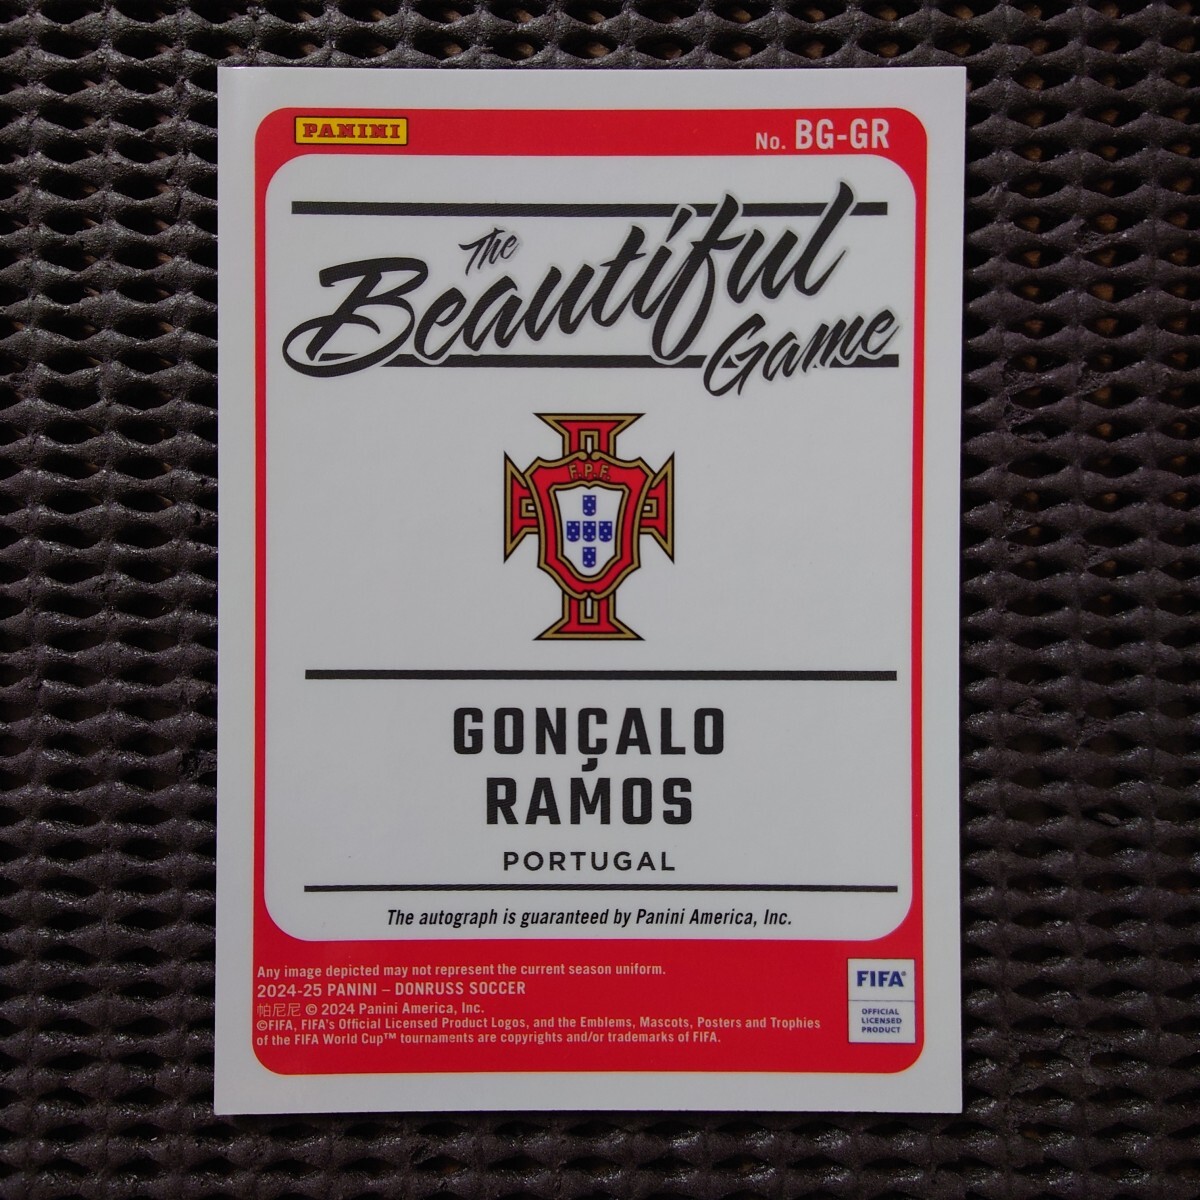 PANINI
No. BG-GR
The
Beautiful
Game
F.P.F.
GONÇALO
RAMOS
PORTUGAL
The autograph is guaranteed by Panini America, Inc.
Any image depicted may not represent the current season uniform.
2024-25 PANINI – DONRUSS SOCCER
帕尼尼 © 2024 Panini America, Inc.
©FIFA, FIFA's Official Licensed Product Logos, and the Emblems, Mascots, Posters and Trophies
of the FIFA World Cup™ tournaments are copyrights and/or trademarks of FIFA.
FIFA®
OFFICIAL
LICENSED
PRODUCT